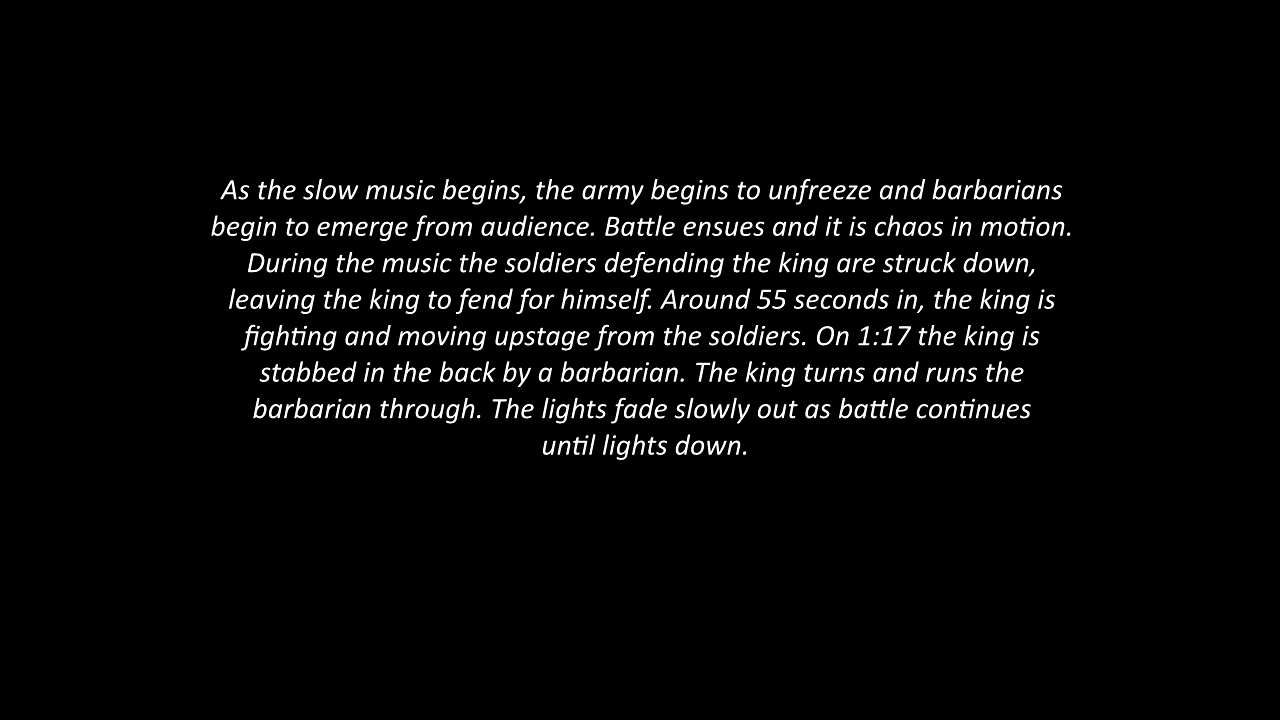 As the slow music begins, the army begins to unfreeze and barbarians
begin to emerge from audience. Battle ensues and it is chaos in motion.
During the music the soldiers defending the king are struck down,
leaving the king to fend for himself. Around 55 seconds in, the king is
fighting and moving upstage from the soldiers. On 1:17 the king is
stabbed in the back by a barbarian. The king turns and runs the
barbarian through. The lights fade slowly out as battle continues
until lights down.